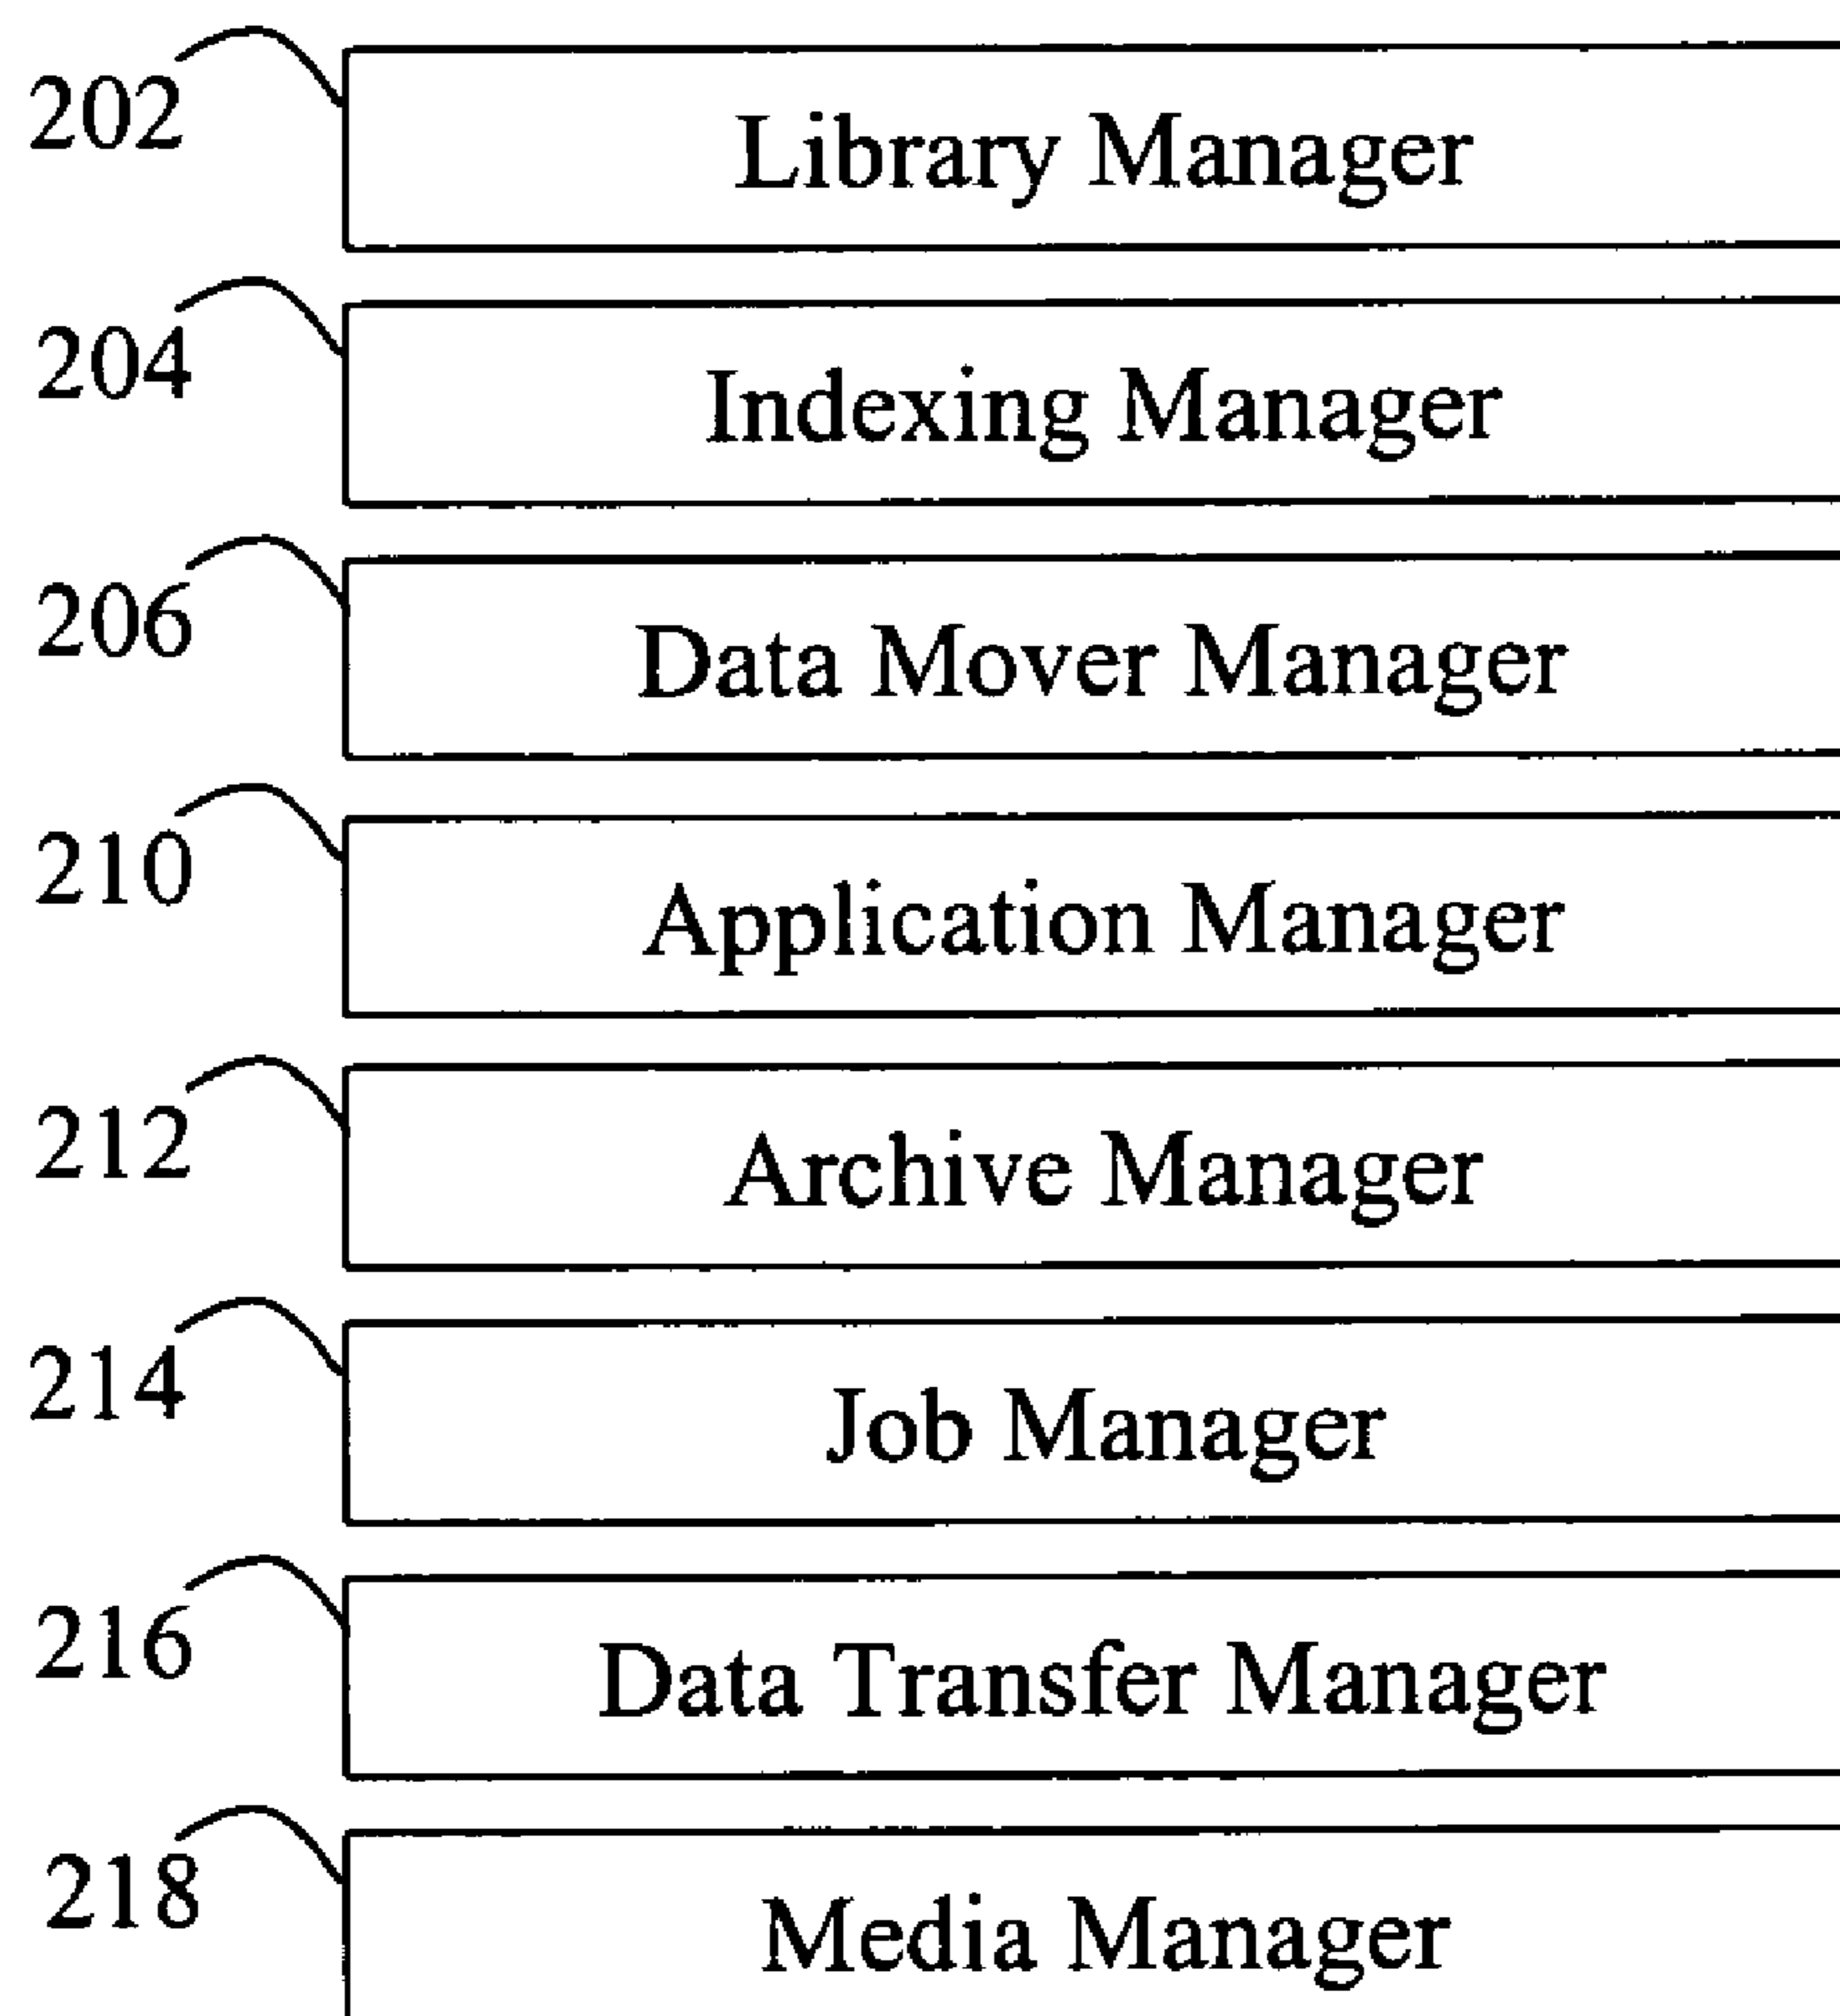 202
Library Manager
204
Indexing Manager
206
Data Mover Manager
210
Application Manager
212
Archive Manager
214
Job Manager
216
Data Transfer Manager
218
Media Manager